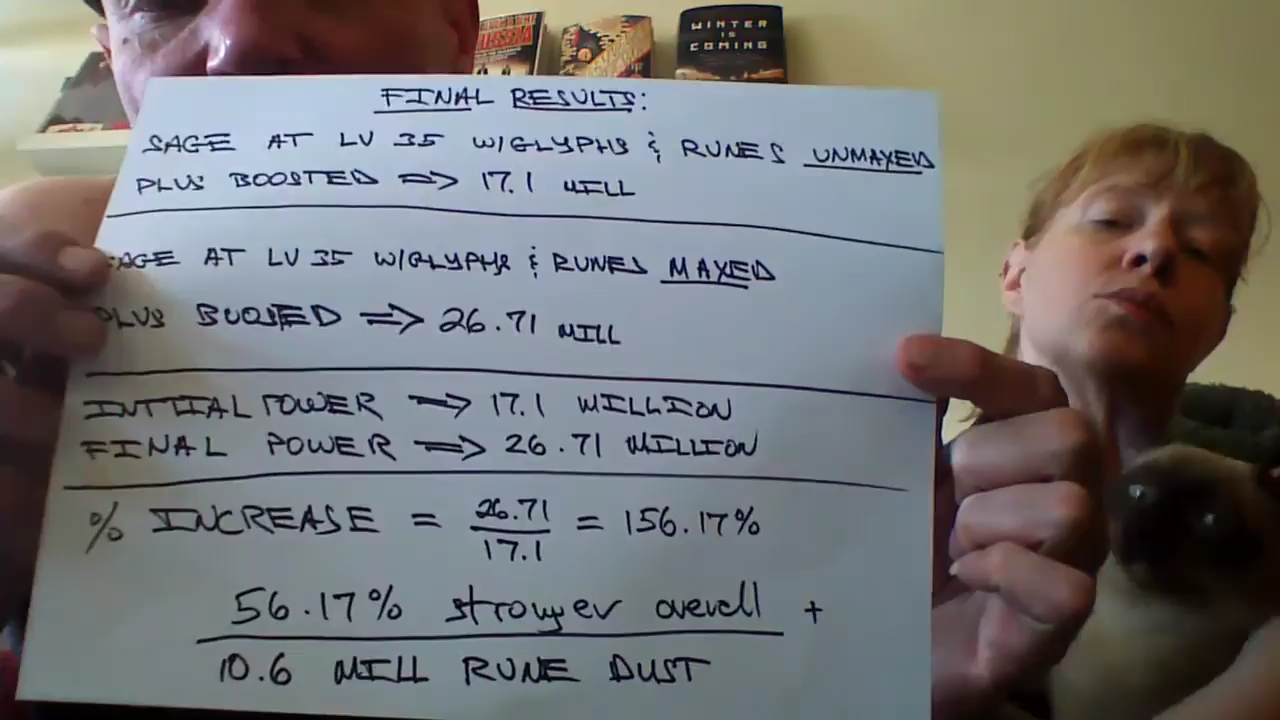 RUSSIA
WINTER
IS
COMING
FINAL RESULTS:
SAGE AT LV 35 W/GLYPHS & RUNES UNMAXED
PLUS BOOSTED => 17.1 MILL
SAGE AT LV 35 W/GLYPHS & RUNES MAXED
PLUS BOOSTED => 26.71 MILL
INITIAL POWER => 17.1 MILLION
FINAL POWER => 26.71 MILLION
% INCREASE = 26.71 / 17.1 = 156.17%
56.17% stronger overall +
10.6 MILL RUNE DUST